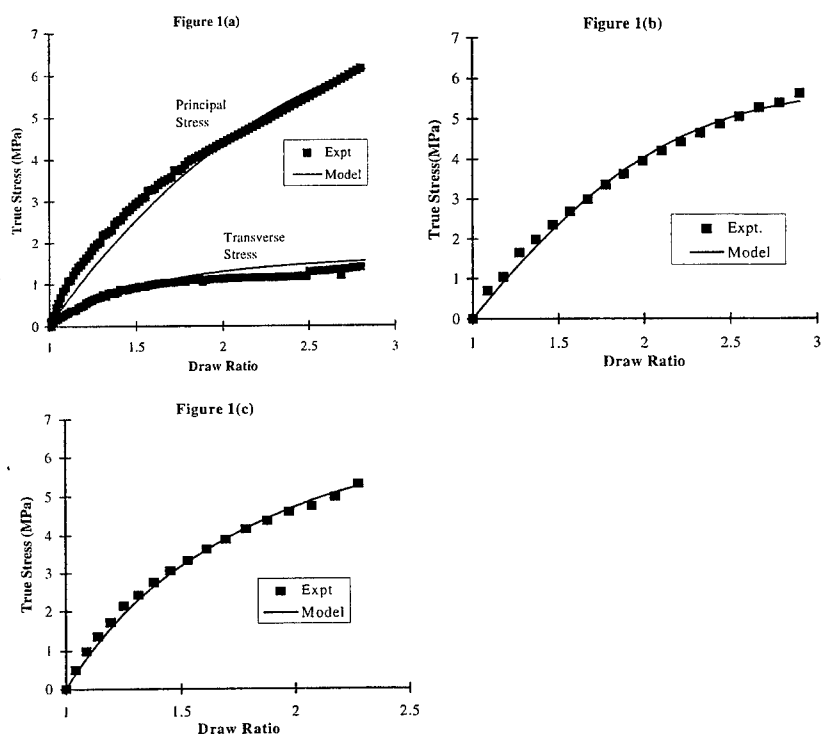 Figure 1(a)
7
6
5
4
3
2
1
0
True Stress (MPa)
Principal
Stress
Expt
Model
Transverse
Stress
1
1.5
2
2.5
3
Draw Ratio
Figure 1(b)
7
6
5
4
3
2
1
0
True Stress(MPa)
Expt.
Model
1
1.5
2
2.5
3
Draw Ratio
Figure 1(c)
7
6
5
4
3
2
1
0
True Stress (MPa)
Expt
Model
1
1.5
2
2.5
Draw Ratio